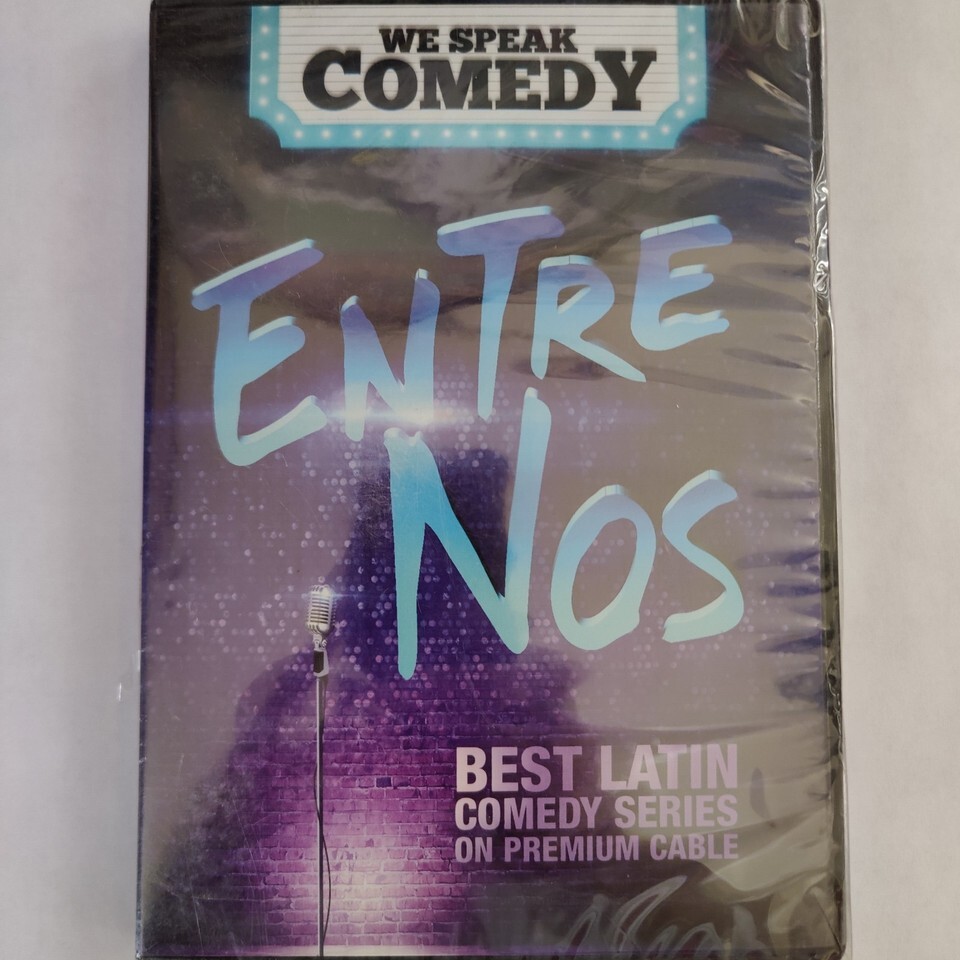 WE SPEAK
COMEDY
ENTRE
NOS
BEST LATIN
COMEDY SERIES
ON PREMIUM CABLE